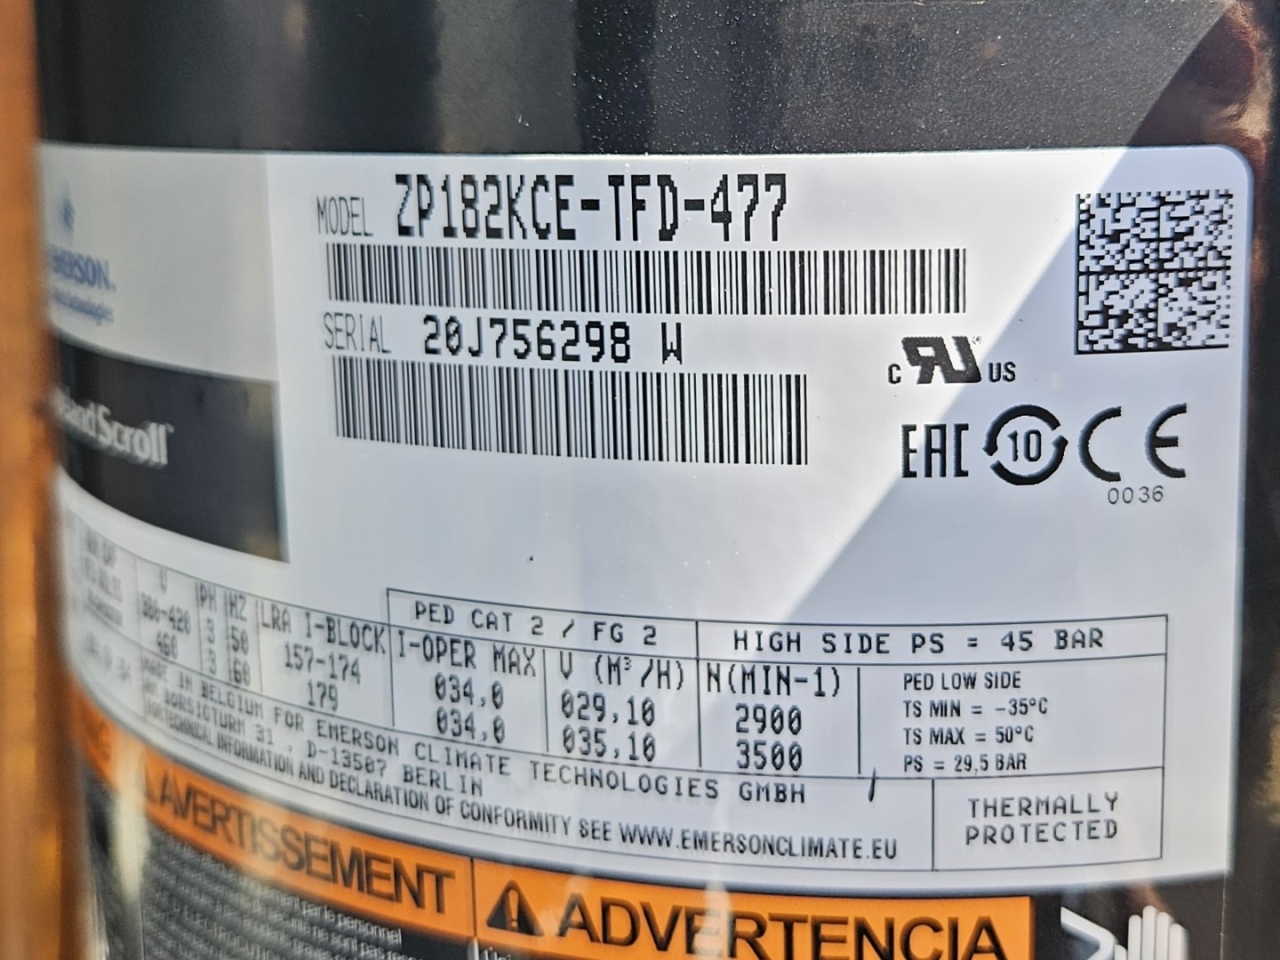 MODEL ZP182KCE-TFD-477
SERIAL 20J756298 W
EMERSON.
Scroll
c US
EAC 10 CE
0036
PED CAT 2 / FG 2 HIGH SIDE PS = 45 BAR
V PH HZ LRA I-BLOCK I-OPER MAX V (M³/H) N(MIN-1)
380-420 3 50 157-174 034,0 029,10 2900
460 3 60 179 034,0 035,10 3500
PED LOW SIDE
TS MIN = -35°C
TS MAX = 50°C
PS = 29,5 BAR
MADE IN BELGIUM FOR EMERSON CLIMATE TECHNOLOGIES GMBH
31 , D-13507 BERLIN
FOR TECHNICAL INFORMATION AND DECLARATION OF CONFORMITY SEE WWW.EMERSONCLIMATE.EU
THERMALLY
PROTECTED
AVERTISSEMENT
ADVERTENCIA